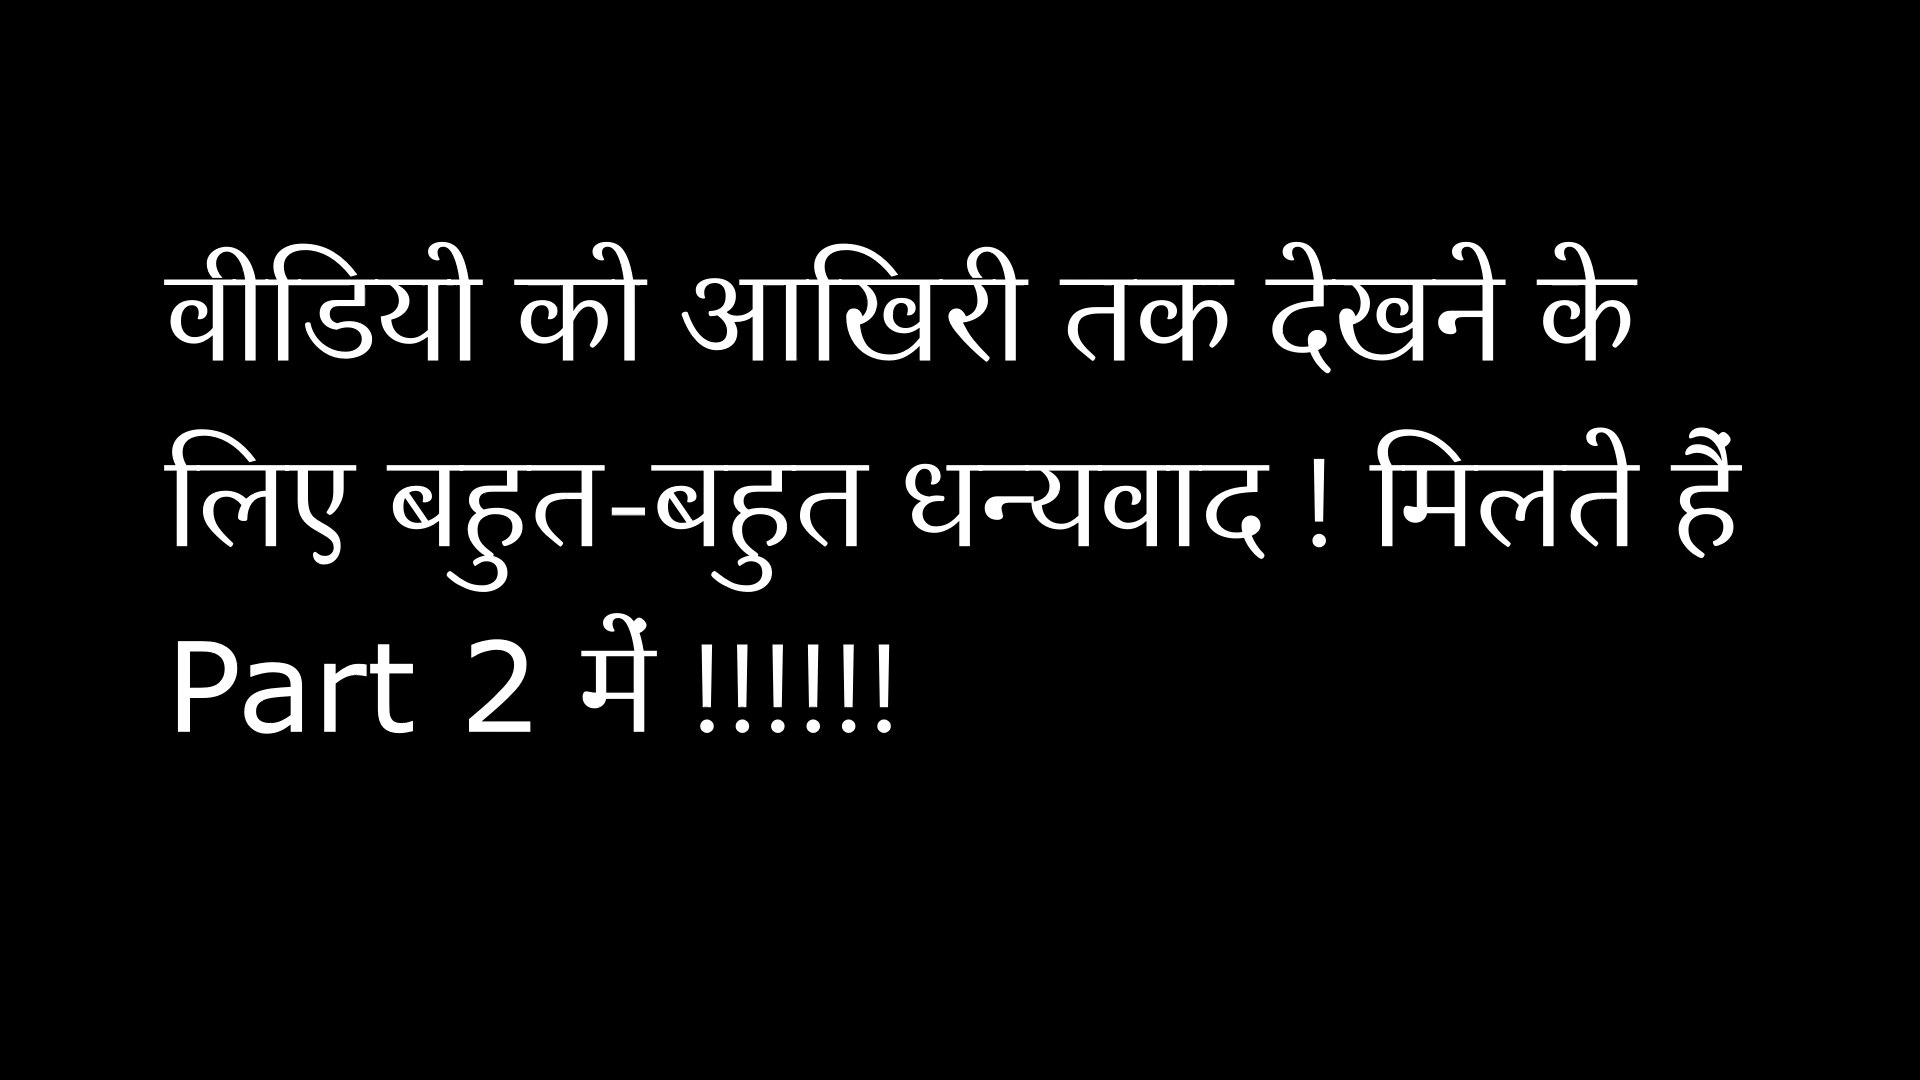 वीडियो को आखिरी तक देखने के
लिए बहुत-बहुत धन्यवाद ! मिलते हैं
Part 2 में !!!!!!